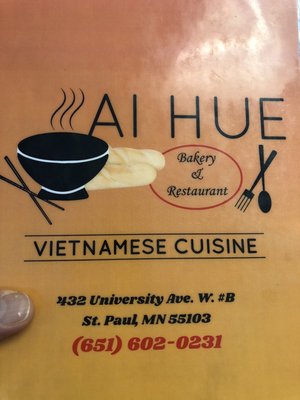 AI HUE
Bakery
&
Restaurant
VIETNAMESE CUISINE
432 University Ave. W. #B
St. Paul, MN 55103
(651) 602-0231